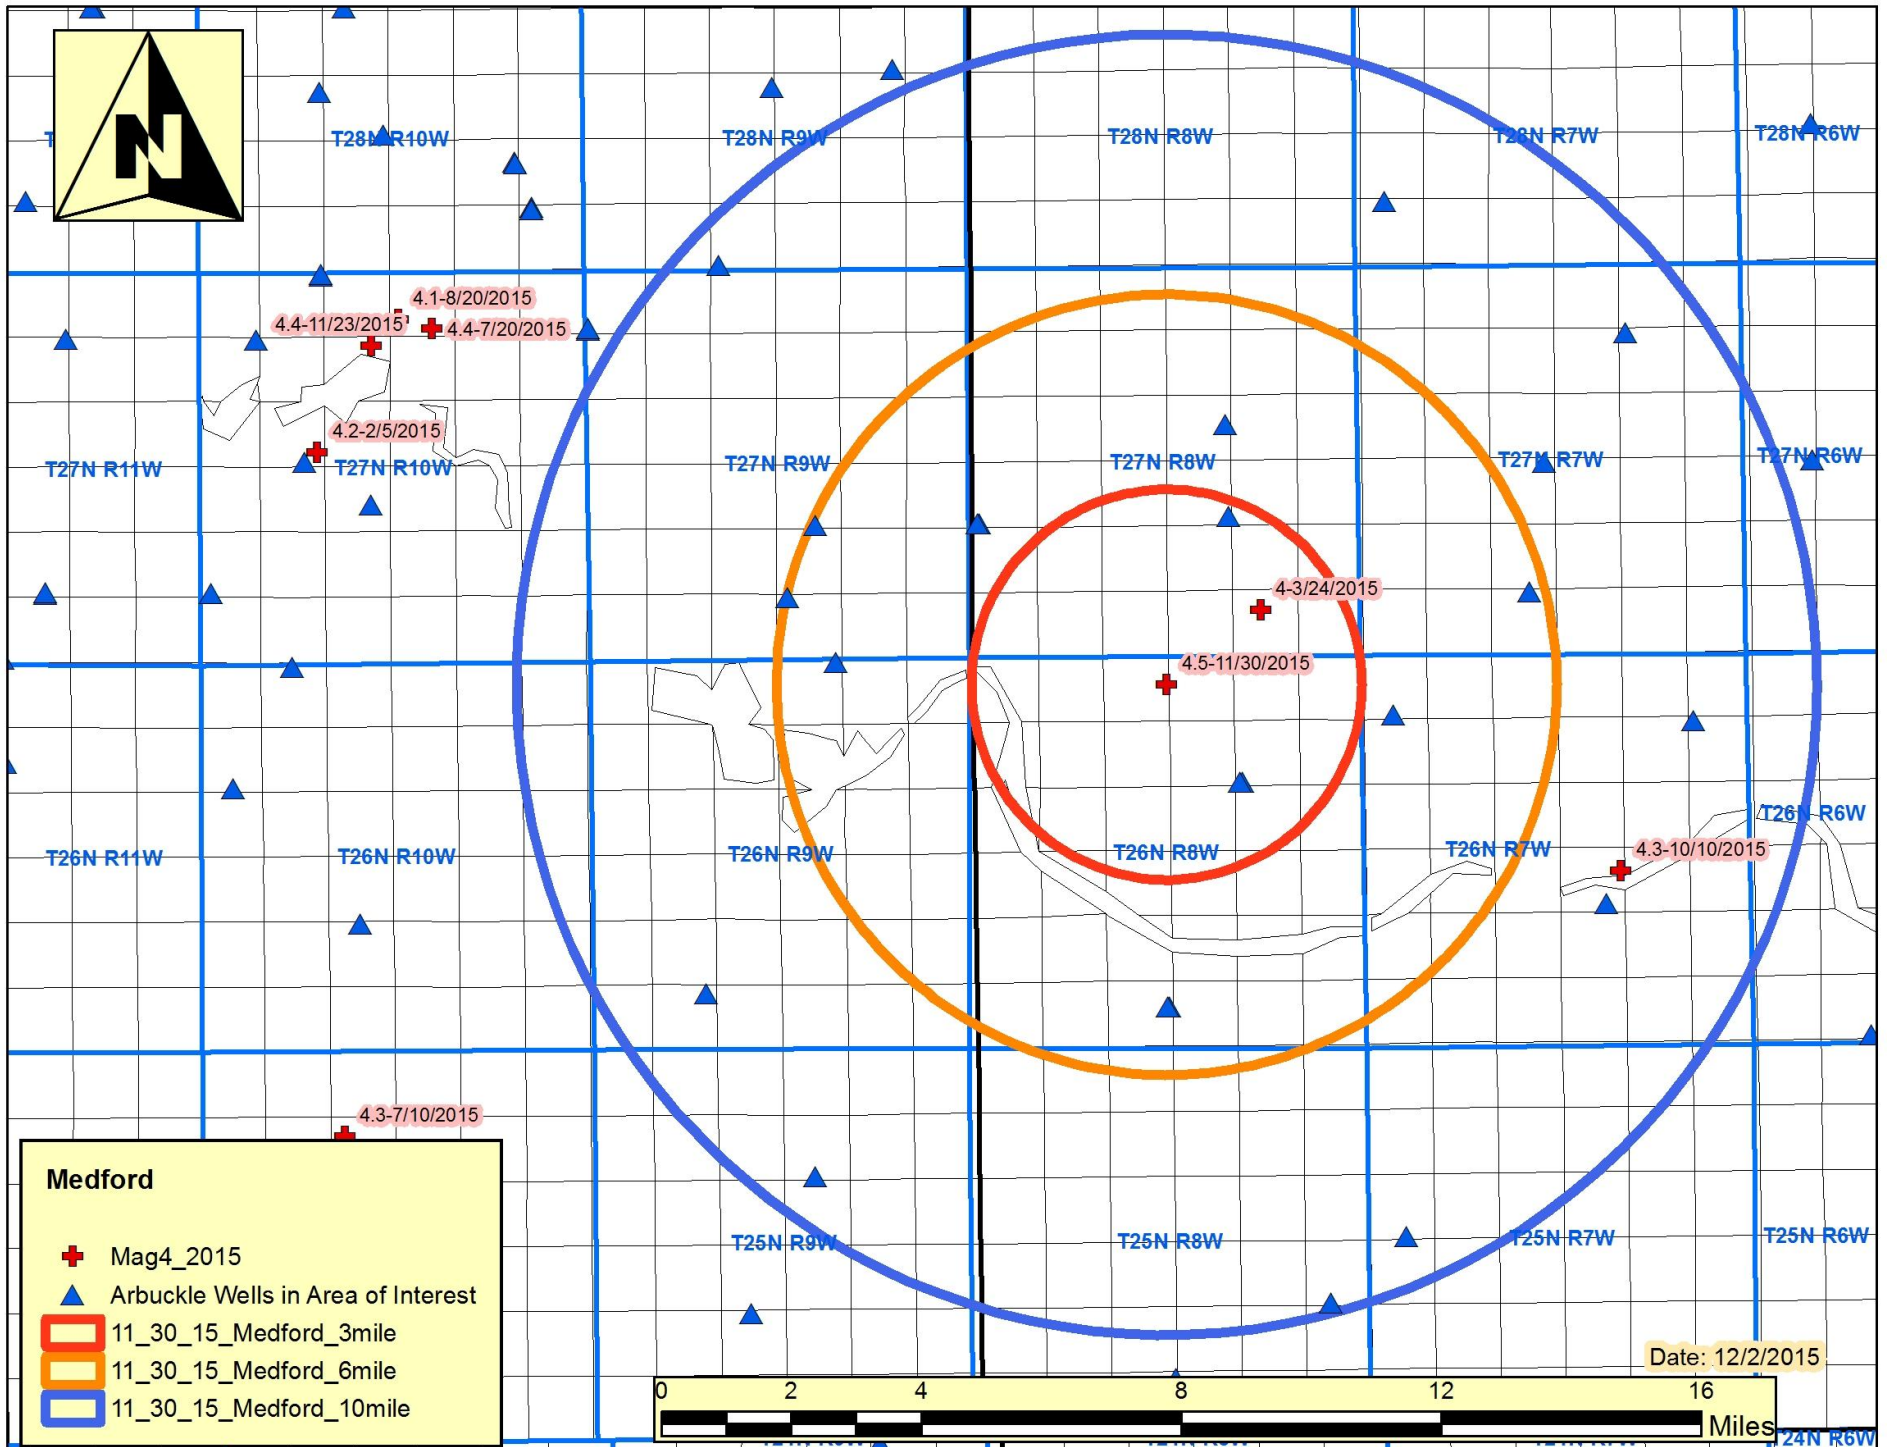 N
T28N R10W
T28N R9W
T28N R8W
T28N R7W
T28N R6W
4.1-8/20/2015
4.4-11/23/2015
4.4-7/20/2015
4.2-2/5/2015
T27N R11W
T27N R10W
T27N R9W
T27N R8W
T27N R7W
T27N R6W
4-3/24/2015
4.5-11/30/2015
T26N R11W
T26N R10W
T26N R9W
T26N R8W
T26N R7W
T26N R6W
4.3-10/10/2015
4.3-7/10/2015
T25N R9W
T25N R8W
T25N R7W
T25N R6W
Medford
Mag4_2015
Arbuckle Wells in Area of Interest
11_30_15_Medford_3mile
11_30_15_Medford_6mile
11_30_15_Medford_10mile
Date: 12/2/2015
0 2 4 8 12 16
Miles
T24N R6W